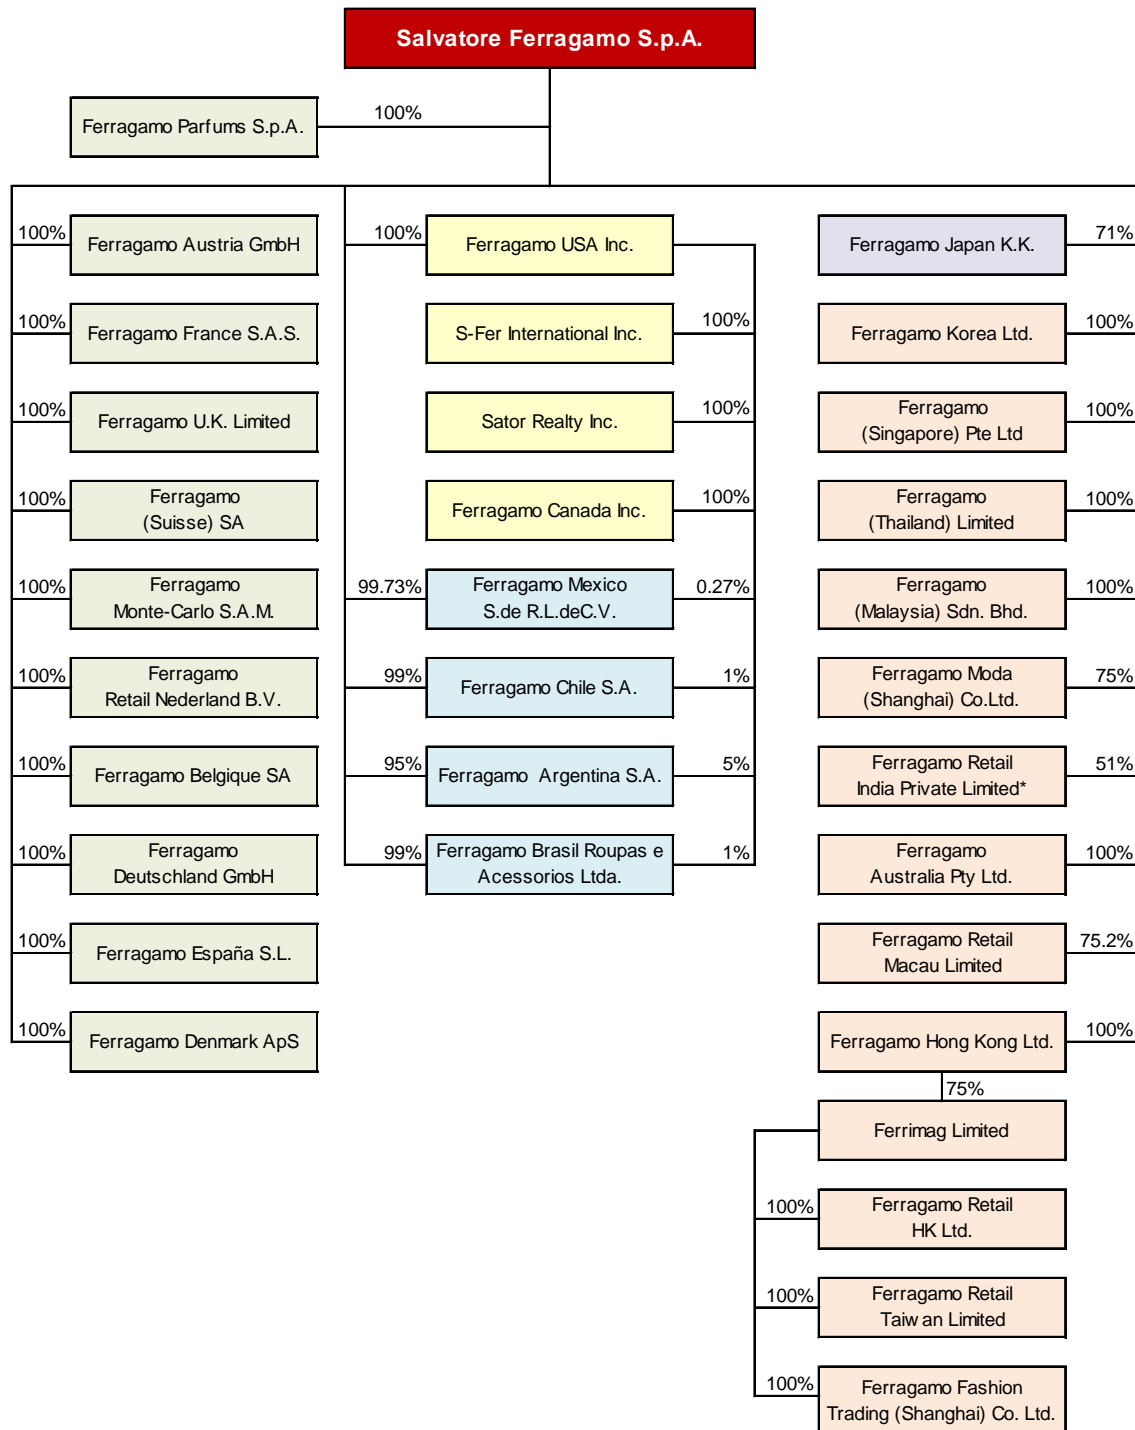 Salvatore Ferragamo S.p.A.
Ferragamo Parfums S.p.A.
100%
100%
Ferragamo Austria GmbH
100%
Ferragamo France S.A.S.
100%
Ferragamo U.K. Limited
100%
Ferragamo
(Suisse) SA
100%
Ferragamo
Monte-Carlo S.A.M.
100%
Ferragamo
Retail Nederland B.V.
100%
Ferragamo Belgique SA
100%
Ferragamo
Deutschland GmbH
100%
Ferragamo España S.L.
100%
Ferragamo Denmark ApS
100%
Ferragamo USA Inc.
S-Fer International Inc.
100%
Sator Realty Inc.
100%
Ferragamo Canada Inc.
100%
99.73%
Ferragamo Mexico
S.de R.L.deC.V.
0.27%
99%
Ferragamo Chile S.A.
1%
95%
Ferragamo Argentina S.A.
5%
99%
Ferragamo Brasil Roupas e
Acessorios Ltda.
1%
Ferragamo Japan K.K.
71%
Ferragamo Korea Ltd.
100%
Ferragamo
(Singapore) Pte Ltd
100%
Ferragamo
(Thailand) Limited
100%
Ferragamo
(Malaysia) Sdn. Bhd.
100%
Ferragamo Moda
(Shanghai) Co.Ltd.
75%
Ferragamo Retail
India Private Limited*
51%
Ferragamo
Australia Pty Ltd.
100%
Ferragamo Retail
Macau Limited
75.2%
Ferragamo Hong Kong Ltd.
100%
75%
Ferrimag Limited
100%
Ferragamo Retail
HK Ltd.
100%
Ferragamo Retail
Taiwan Limited
100%
Ferragamo Fashion
Trading (Shanghai) Co. Ltd.